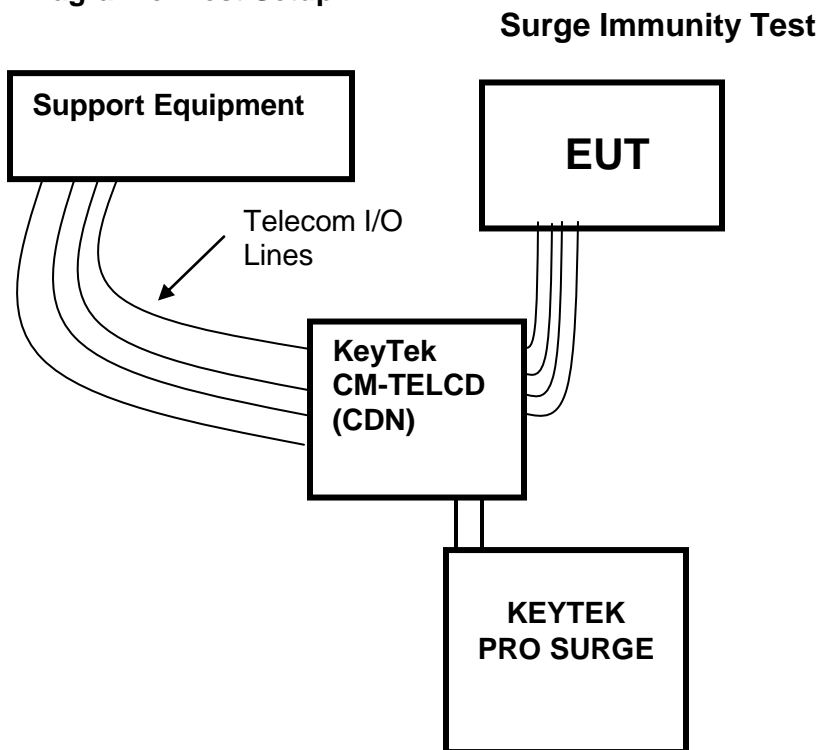 Surge Immunity Test
Support Equipment
EUT
Telecom I/O
Lines
KeyTek
CM-TELCD
(CDN)
KEYTEK
PRO SURGE